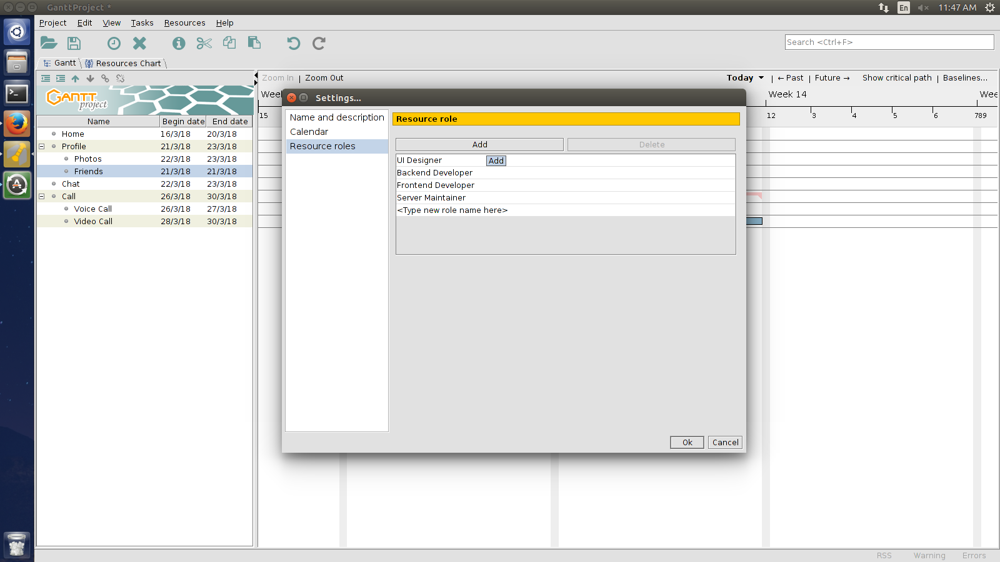 GanttProject *
En
11:47 AM
Project Edit View Tasks Resources Help
Search <Ctrl+F>
Gantt Resources Chart
Zoom In | Zoom Out
Today | ← Past | Future → Show critical path | Baselines...
GANTT project
Week 14
15
12 3 4 5 6 789
Name Begin date End date
Home 16/3/18 20/3/18
Profile 21/3/18 23/3/18
Photos 22/3/18 23/3/18
Friends 21/3/18 21/3/18
Chat 22/3/18 23/3/18
Call 26/3/18 30/3/18
Voice Call 26/3/18 27/3/18
Video Call 28/3/18 30/3/18
Settings...
Name and description
Calendar
Resource roles
Resource role
Add Delete
UI Designer
Add
Backend Developer
Frontend Developer
Server Maintainer
<Type new role name here>
Ok Cancel
RSS Warning Errors